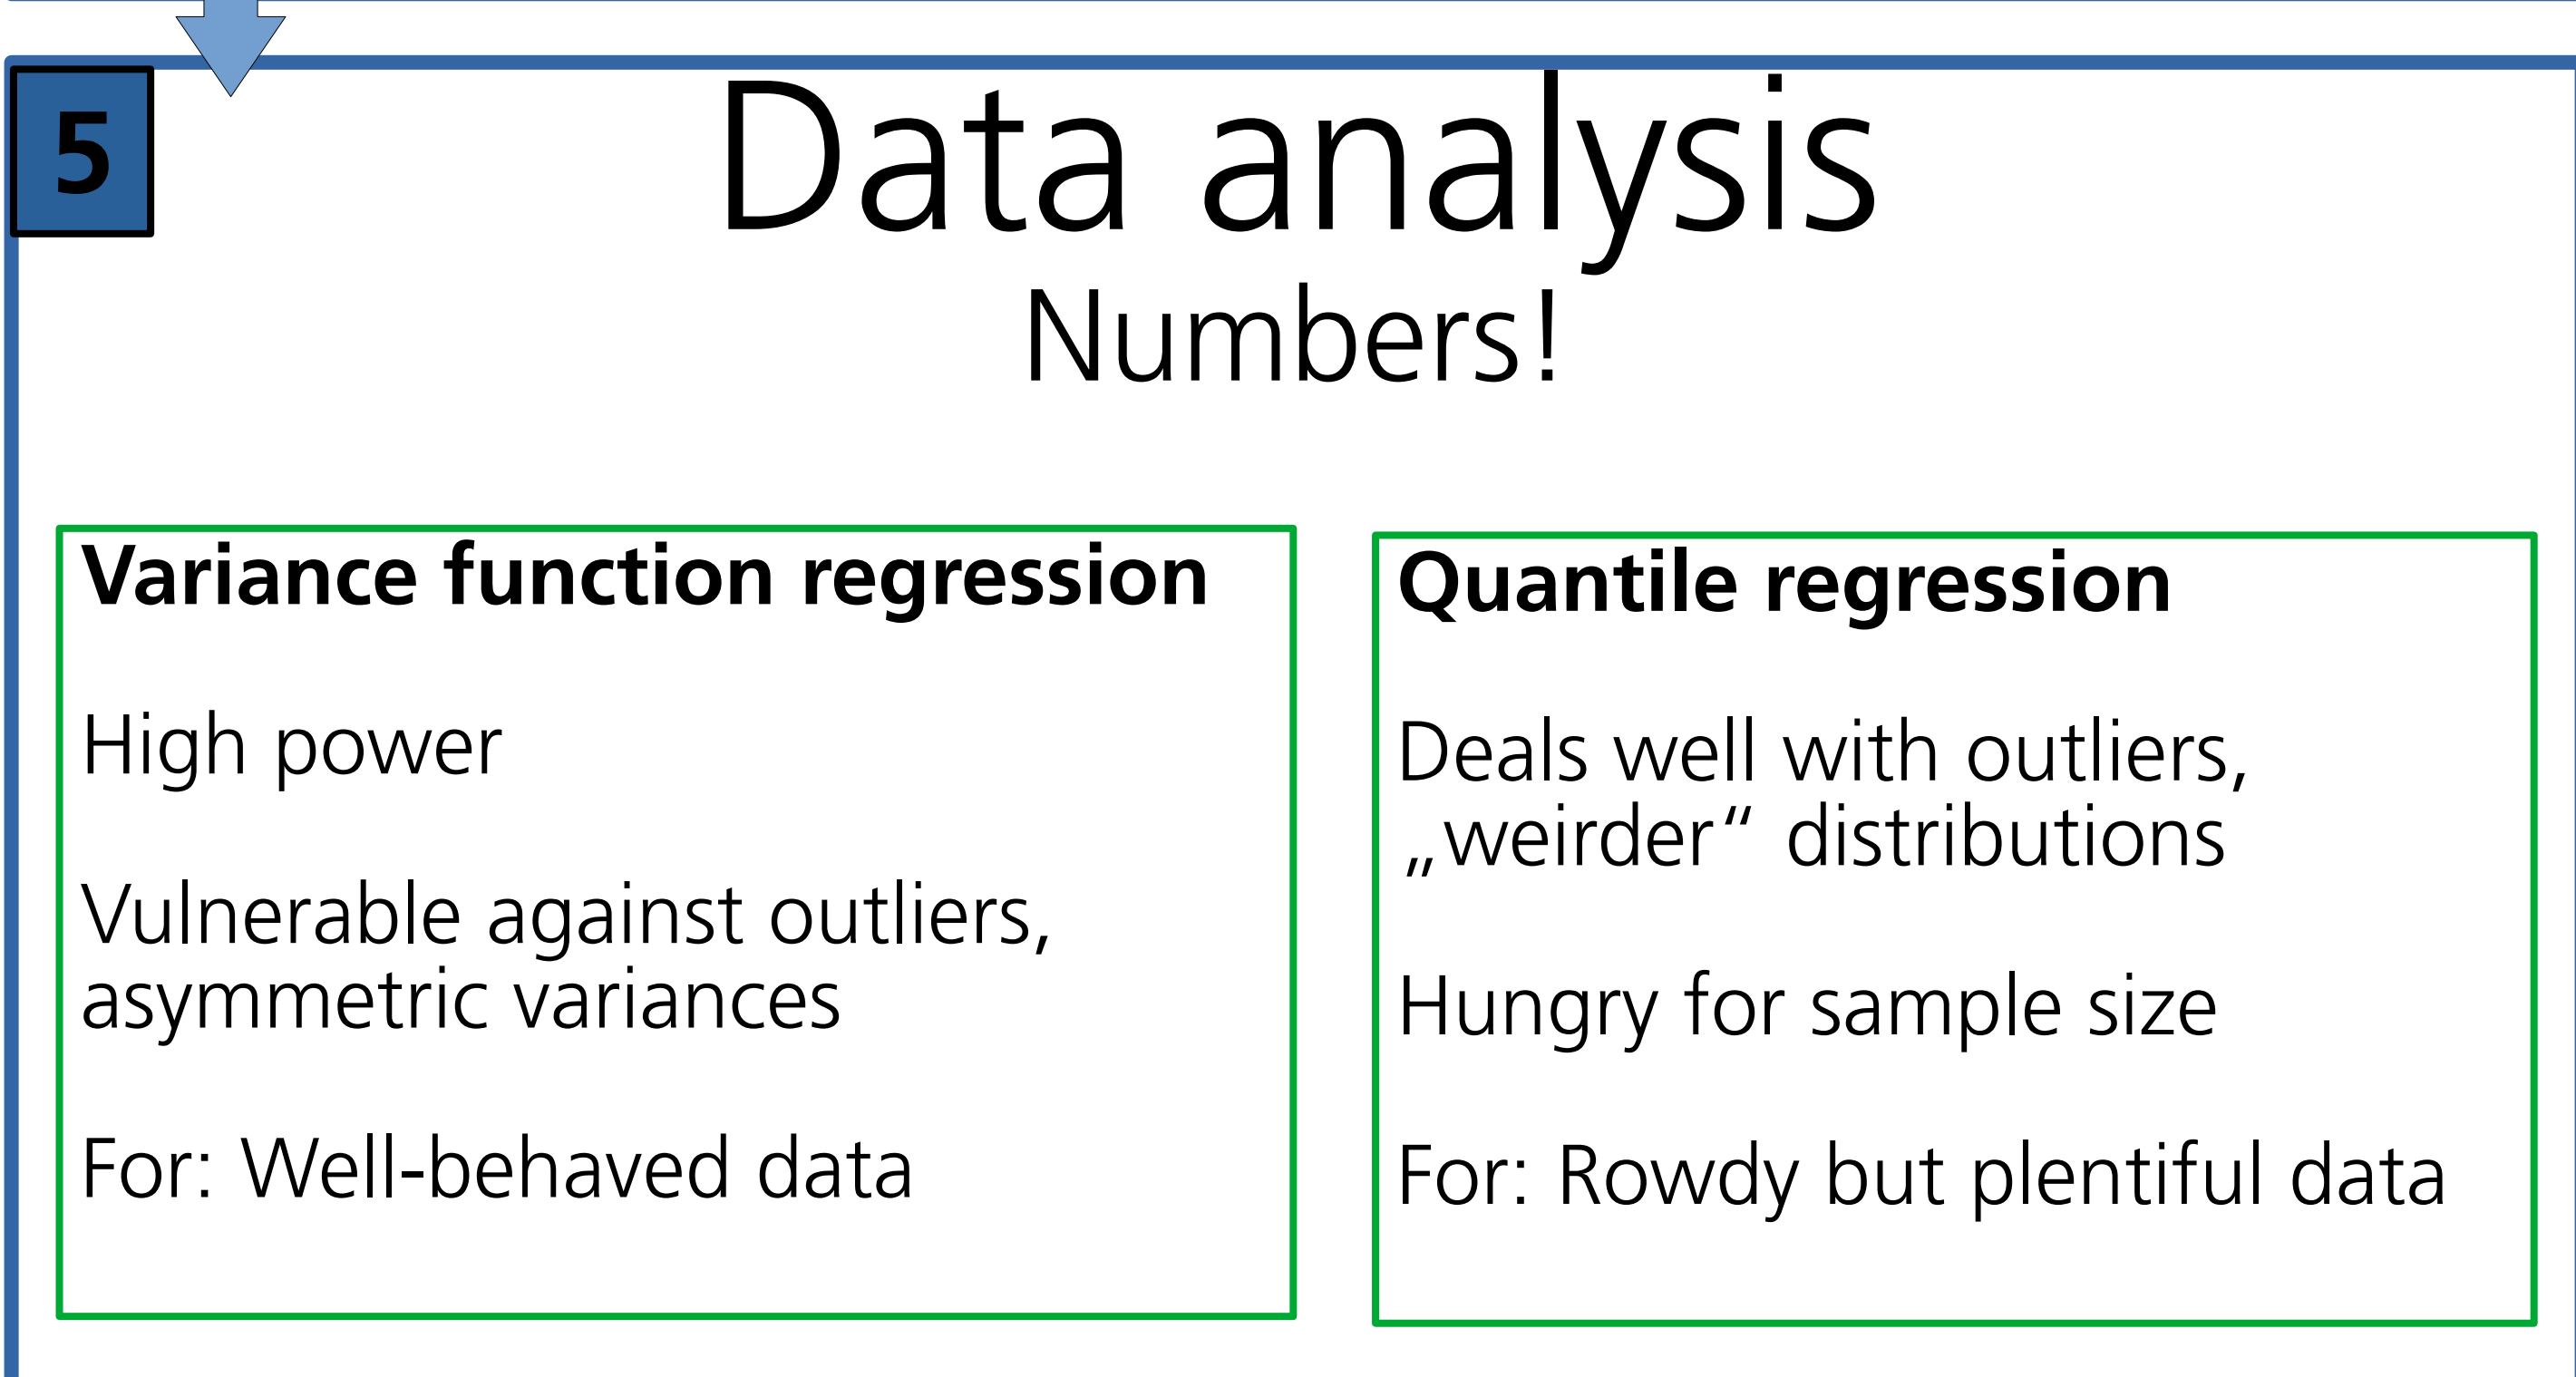 5
Data analysis
Numbers!
Variance function regression
High power
Vulnerable against outliers,
asymmetric variances
For: Well-behaved data
Quantile regression
Deals well with outliers,
„weirder“ distributions
Hungry for sample size
For: Rowdy but plentiful data